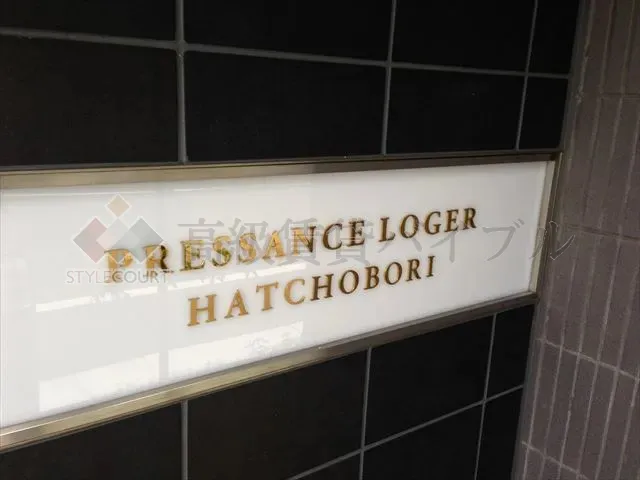 PRESSANCE LOGER
HATCHOBORI
STYLECOURT
高級賃貸バイブル